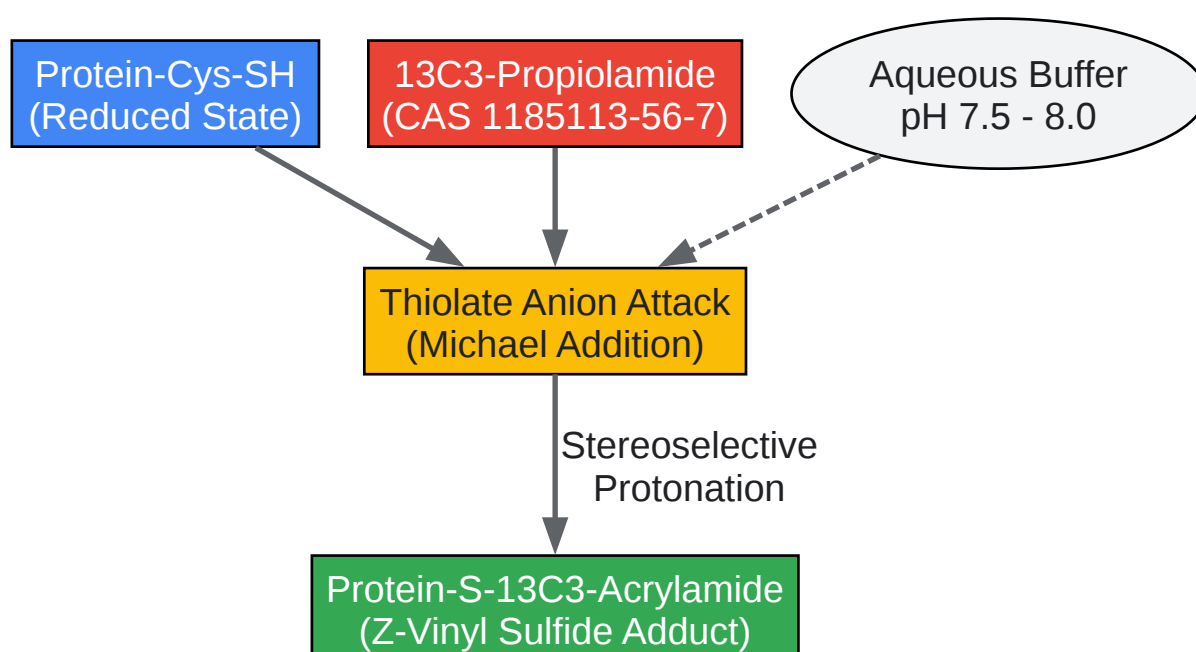 Protein-Cys-SH
(Reduced State)
13C3-Propiolamide
(CAS 1185113-56-7)
Aqueous Buffer
pH 7.5 - 8.0
Thiolate Anion Attack
(Michael Addition)
Stereoselective
Protonation
Protein-S-13C3-Acrylamide
(Z-Vinyl Sulfide Adduct)